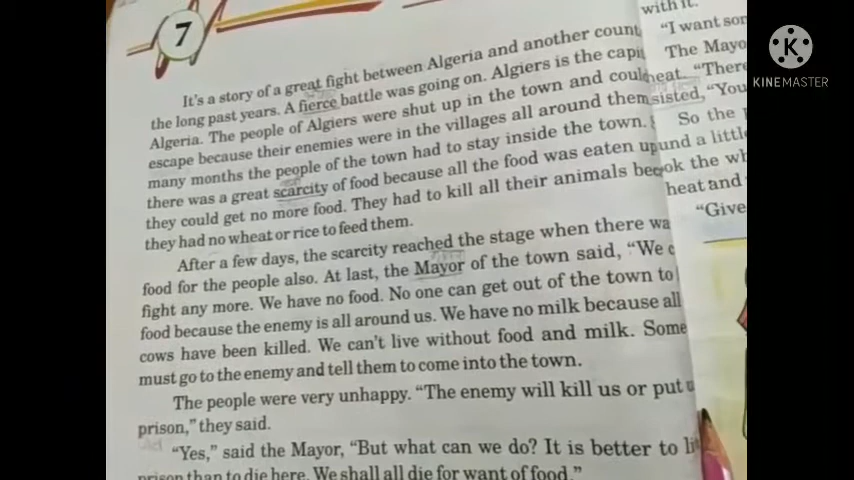 7
It's a story of a great fight between Algeria and another count
the long past years. A fierce battle was going on. Algiers is the capi
Algeria. The people of Algiers were shut up in the town and coul
escape because their enemies were in the villages all around them
many months the people of the town had to stay inside the town.
there was a great scarcity of food because all the food was eaten up
they could get no more food. They had to kill all their animals bec
they had no wheat or rice to feed them.
After a few days, the scarcity reached the stage when there wa
food for the people also. At last, the Mayor of the town said, "We c
fight any more. We have no food. No one can get out of the town to
food because the enemy is all around us. We have no milk because all
cows have been killed. We can't live without food and milk. Some
must go to the enemy and tell them to come into the town.
The people were very unhappy. "The enemy will kill us or put u
prison," they said.
"Yes," said the Mayor, "But what can we do? It is better to li
prison than to die here. We shall all die for want of food."
with it.
"I want som
The Mayo
heat. "There
sisted, "You
So the
und a little
ok the wh
heat and
"Give
K
KINEMASTER